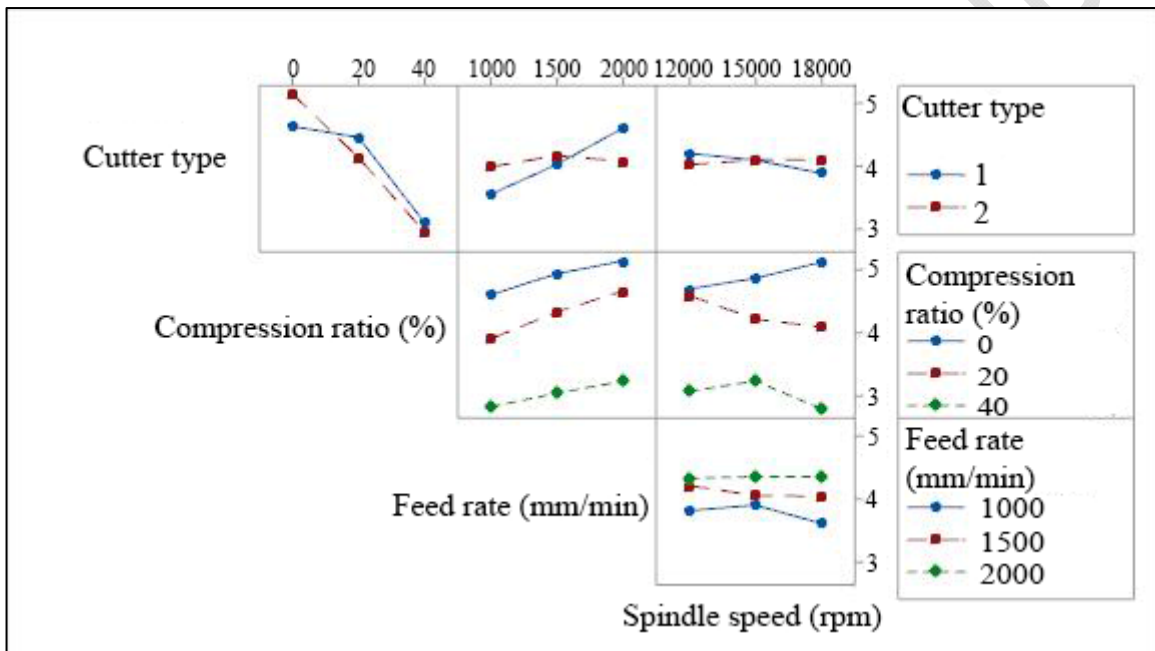 0 20 40 1000 1500 2000 12000 15000 18000
Cutter type
5
4
3
Cutter type
1
2
Compression ratio (%)
5
4
3
Compression
ratio (%)
0
20
40
Feed rate (mm/min)
5
4
3
Feed rate
(mm/min)
1000
1500
2000
Spindle speed (rpm)